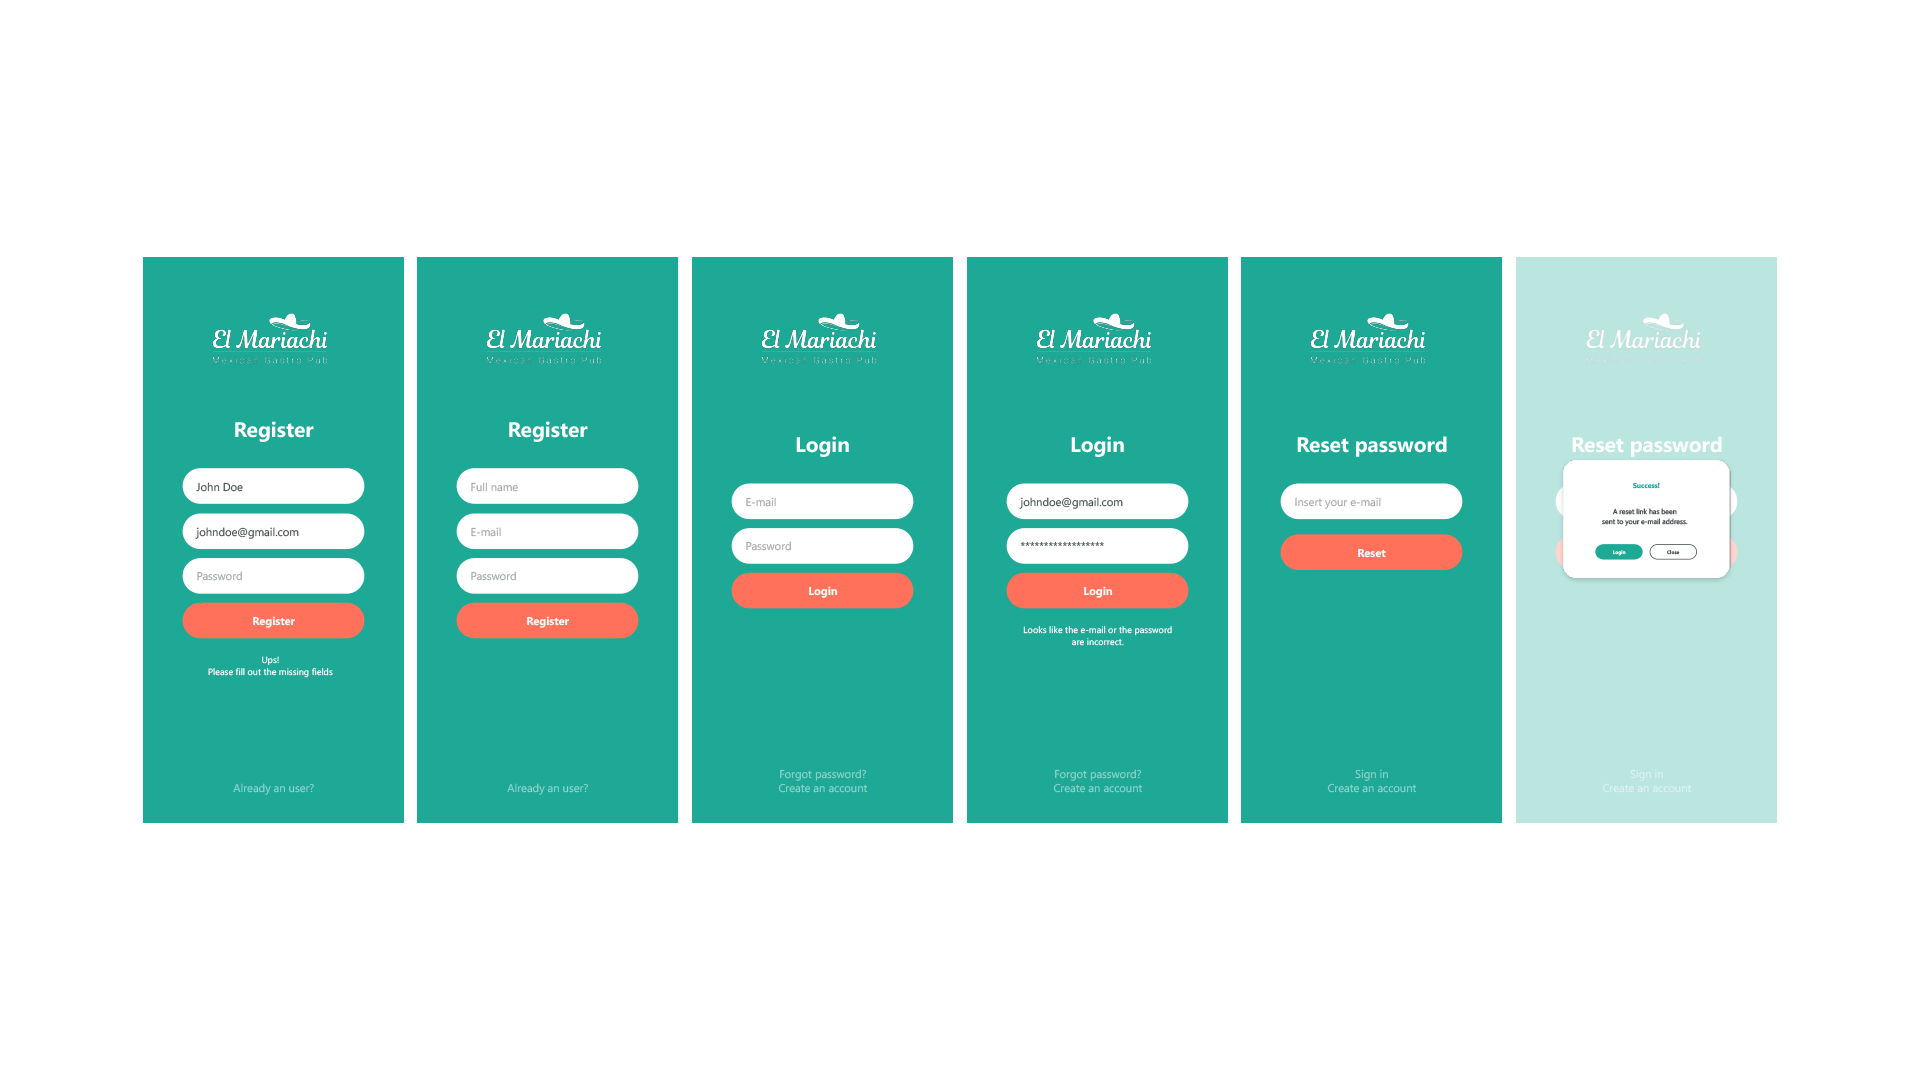 El Mariachi
Mexican Gastro Pub
Register
John Doe
johndoe@gmail.com
Password
Register
Ups!
Please fill out the missing fields
Already an user?
El Mariachi
Mexican Gastro Pub
Register
Full name
E-mail
Password
Register
Already an user?
El Mariachi
Mexican Gastro Pub
Login
E-mail
Password
Login
Forgot password?
Create an account
El Mariachi
Mexican Gastro Pub
Login
johndoe@gmail.com
******************
Login
Looks like the e-mail or the password
are incorrect.
Forgot password?
Create an account
El Mariachi
Mexican Gastro Pub
Reset password
Insert your e-mail
Reset
Sign in
Create an account
El Mariachi
Reset password
Success!
A reset link has been
sent to your e-mail address.
Login
Close
Sign in
Create an account